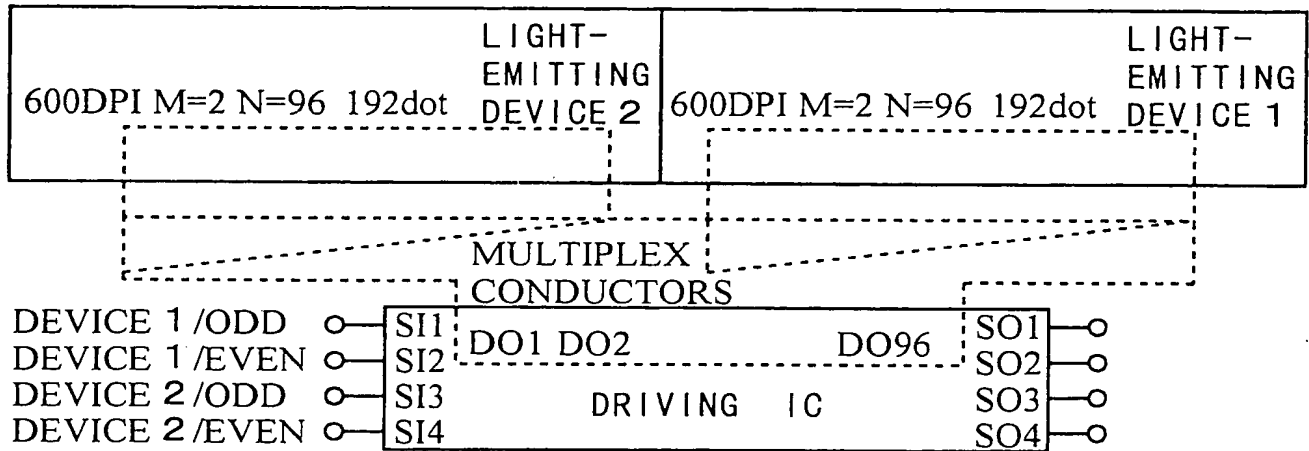 LIGHT-
EMITTING
DEVICE 2
600DPI M=2 N=96 192dot
LIGHT-
EMITTING
DEVICE 1
600DPI M=2 N=96 192dot
MULTIPLEX
CONDUCTORS
DEVICE 1/ODD SI1 DO1 DO2 DO96 SO1
DEVICE 1/EVEN SI2 SO2
DEVICE 2/ODD SI3 DRIVING IC SO3
DEVICE 2/EVEN SI4 SO4